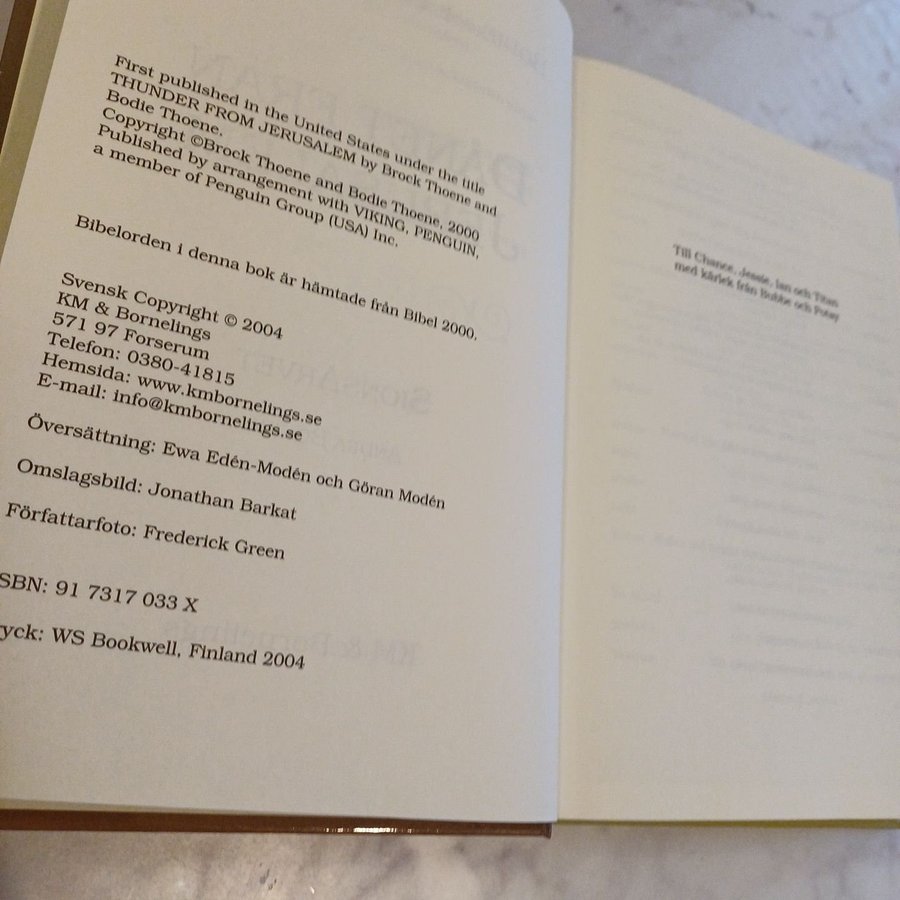 First published in the United States under the title
THUNDER FROM JERUSALEM by Brock Thoene and
Bodie Thoene.
Copyright ©Brock Thoene and Bodie Thoene, 2000
Published by arrangement with VIKING, PENGUIN,
a member of Penguin Group (USA) Inc.
Bibelorden i denna bok är hämtade från Bibel 2000.
Svensk Copyright © 2004
KM & Bornelings
571 97 Forserum
Telefon: 0380-41815
Hemsida: www.kmbornelings.se
E-mail: info@kmbornelings.se
Översättning: Ewa Edén-Modén och Göran Modén
Omslagsbild: Jonathan Barkat
Författarfoto: Frederick Green
SBN: 91 7317 033 X
yck: WS Bookwell, Finland 2004
Till Chance, Jessie, Ian och Titan
med kärlek från Bubbe och Potsy